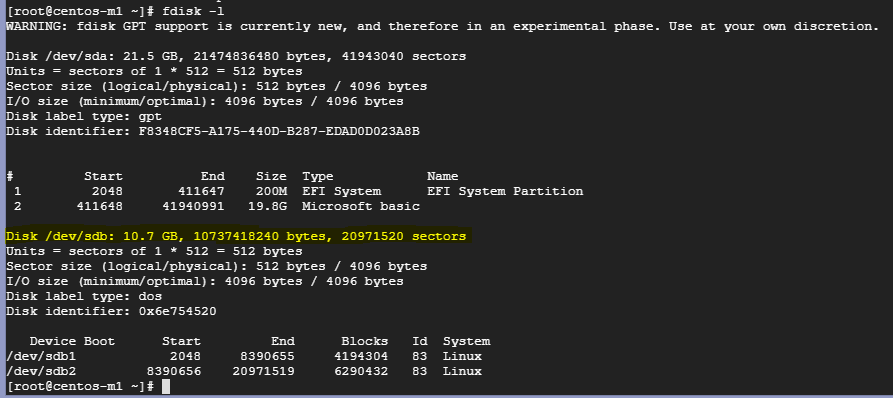 [root@centos-m1 ~]# fdisk -l
WARNING: fdisk GPT support is currently new, and therefore in an experimental phase. Use at your own discretion.
Disk /dev/sda: 21.5 GB, 21474836480 bytes, 41943040 sectors
Units = sectors of 1 * 512 = 512 bytes
Sector size (logical/physical): 512 bytes / 4096 bytes
I/O size (minimum/optimal): 4096 bytes / 4096 bytes
Disk label type: gpt
Disk identifier: F8348CF5-A175-440D-B287-EDAD0D023A8B
#         Start          End    Size  Type            Name
 1         2048       411647    200M  EFI System      EFI System Partition
 2       411648     41940991   19.8G  Microsoft basic
Disk /dev/sdb: 10.7 GB, 10737418240 bytes, 20971520 sectors
Units = sectors of 1 * 512 = 512 bytes
Sector size (logical/physical): 512 bytes / 4096 bytes
I/O size (minimum/optimal): 4096 bytes / 4096 bytes
Disk label type: dos
Disk identifier: 0x6e754520
   Device Boot      Start         End      Blocks   Id  System
/dev/sdb1            2048     8390655     4194304   83  Linux
/dev/sdb2         8390656    20971519     6290432   83  Linux
[root@centos-m1 ~]#